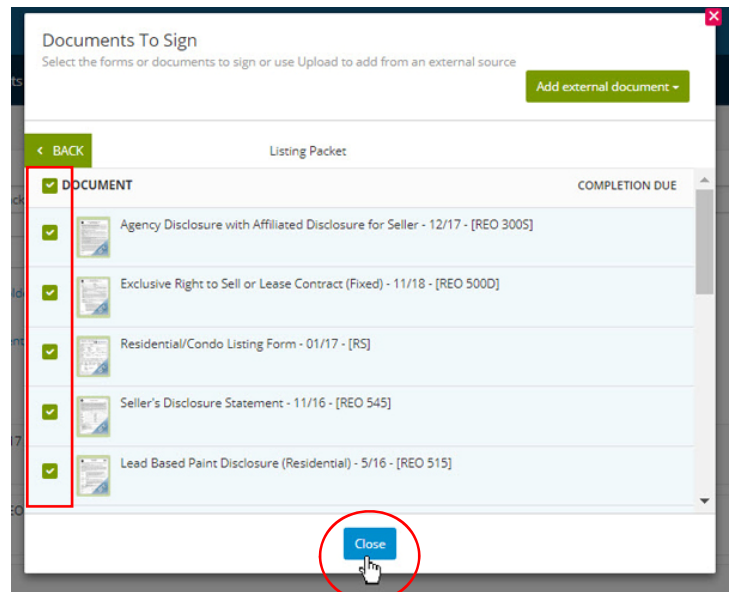 Documents To Sign
Select the forms or documents to sign or use Upload to add from an external source
Add external document
BACK
Listing Packet
DOCUMENT
COMPLETION DUE
Agency Disclosure with Affiliated Disclosure for Seller - 12/17 - [REO 300S]
Exclusive Right to Sell or Lease Contract (Fixed) - 11/18 - [REO 500D]
Residential/Condo Listing Form - 01/17 - [RS]
Seller's Disclosure Statement - 11/16 - [REO 545]
Lead Based Paint Disclosure (Residential) - 5/16 - [REO 515]
Close